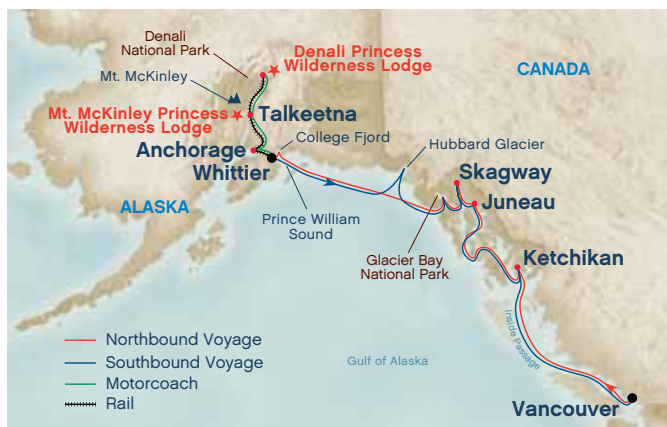 Denali
National Park
Denali Princess
Wilderness Lodge
CANADA
Mt. McKinley
Mt. McKinley Princess
Wilderness Lodge
Talkeetna
College Fjord
Hubbard Glacier
Anchorage
Whittier
Skagway
Juneau
ALASKA
Prince William
Sound
Glacier Bay
National Park
Ketchikan
Inside Passage
Northbound Voyage
Southbound Voyage
Motorcoach
Rail
Gulf of Alaska
Vancouver